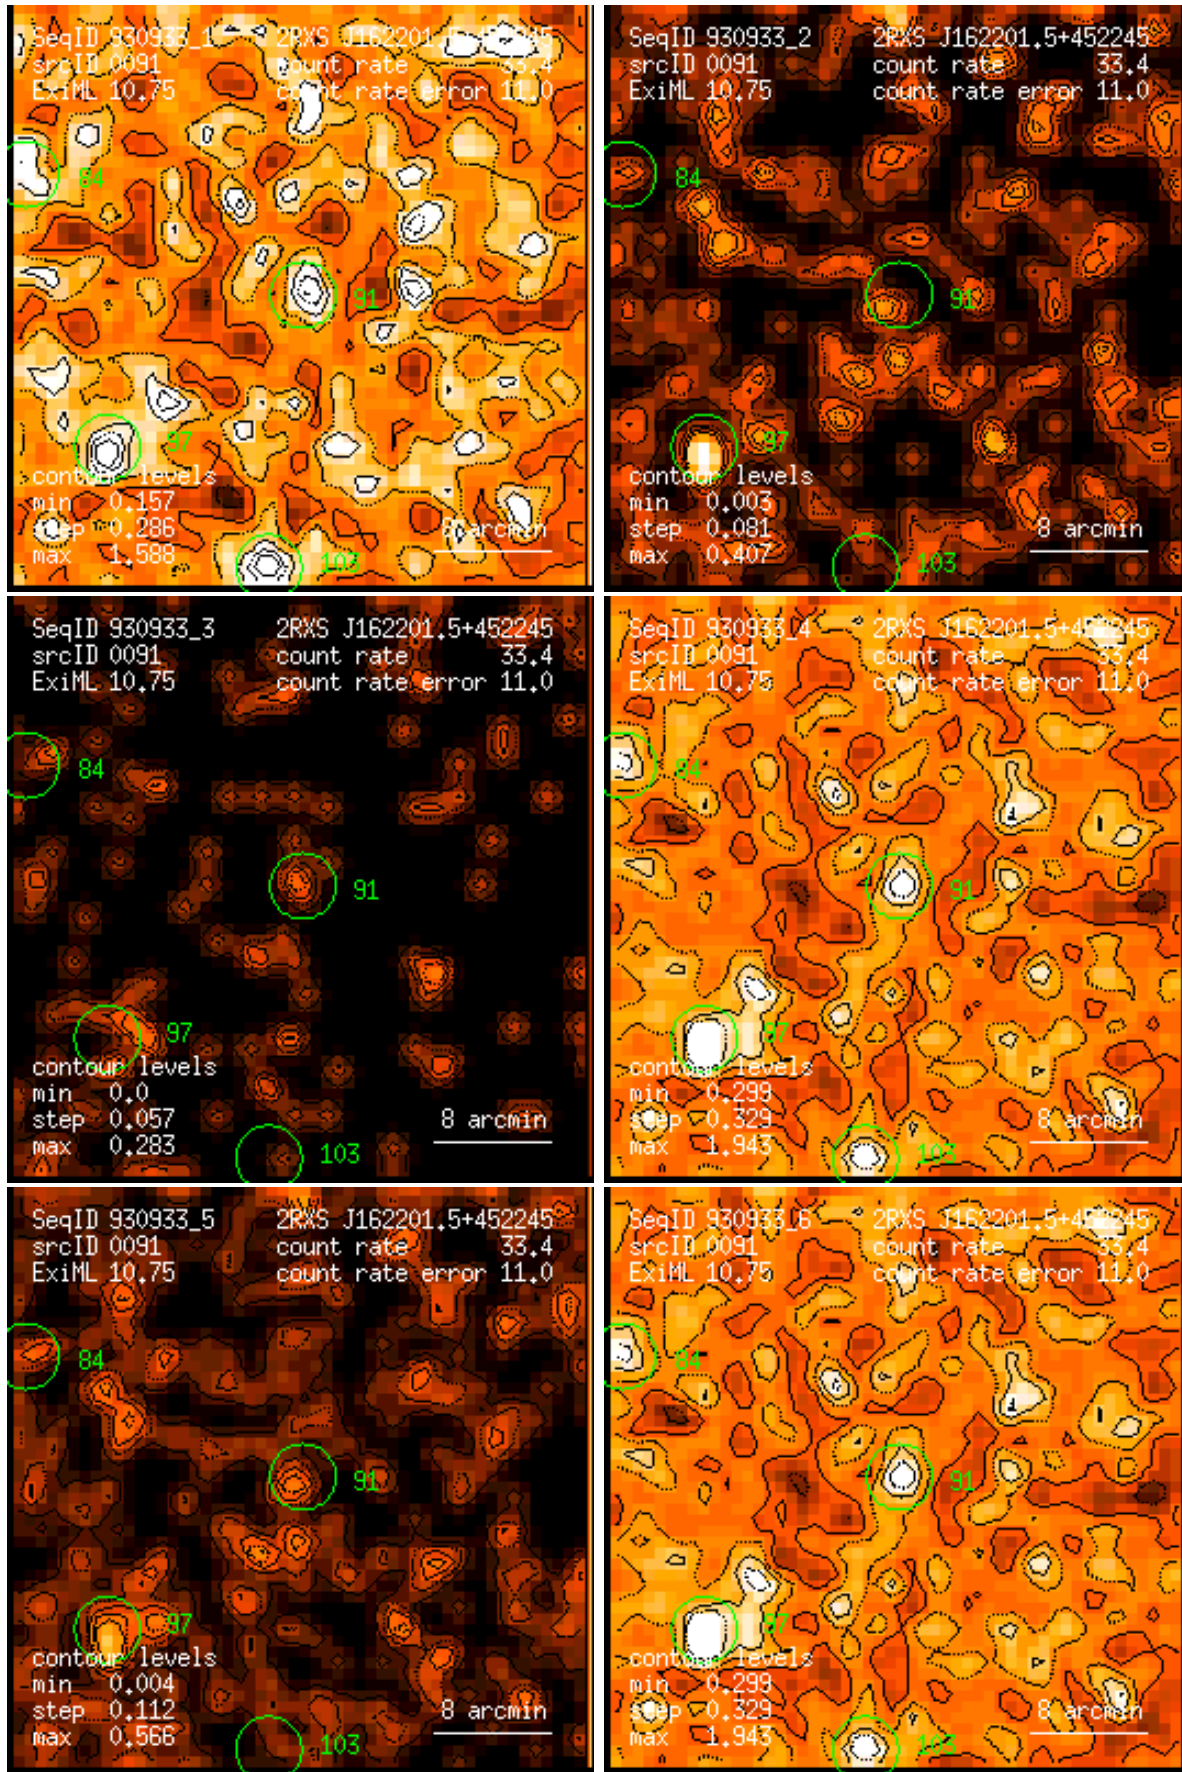 SeqID 930933_1 2RXS J162201.5+452245
srcID 0091 count rate 33.4
ExiML 10.75 count rate error 11.0
84
91
97
contour levels
min 0.157
step 0.286 8 arcmin
max 1.588 103
SeqID 930933_2 2RXS J162201.5+452245
srcID 0091 count rate 33.4
ExiML 10.75 count rate error 11.0
84
91
97
contour levels
min 0.003
step 0.081 8 arcmin
max 0.407 103
SeqID 930933_3 2RXS J162201.5+452245
srcID 0091 count rate 33.4
ExiML 10.75 count rate error 11.0
84
91
97
contour levels
min 0.0
step 0.057 8 arcmin
max 0.283 103
SeqID 930933_4 2RXS J162201.5+452245
srcID 0091 count rate 33.4
ExiML 10.75 count rate error 11.0
84
91
97
contour levels
min 0.299
step 0.329 8 arcmin
max 1.943 103
SeqID 930933_5 2RXS J162201.5+452245
srcID 0091 count rate 33.4
ExiML 10.75 count rate error 11.0
84
91
97
contour levels
min 0.004
step 0.112 8 arcmin
max 0.566 103
SeqID 930933_6 2RXS J162201.5+452245
srcID 0091 count rate 33.4
ExiML 10.75 count rate error 11.0
84
91
97
contour levels
min 0.299
step 0.329 8 arcmin
max 1.943 103